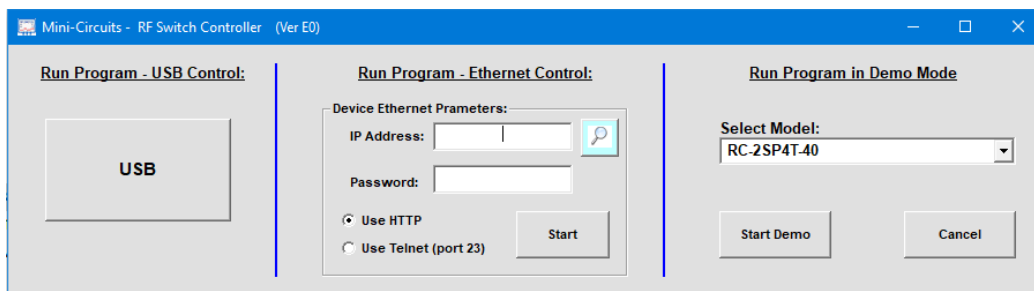 Mini-Circuits - RF Switch Controller (Ver E0)
Run Program - USB Control:
USB
Run Program - Ethernet Control:
Device Ethernet Prameters:
IP Address:
Password:
Use HTTP
Use Telnet (port 23)
Start
Run Program in Demo Mode
Select Model:
RC-2SP4T-40
Start Demo
Cancel